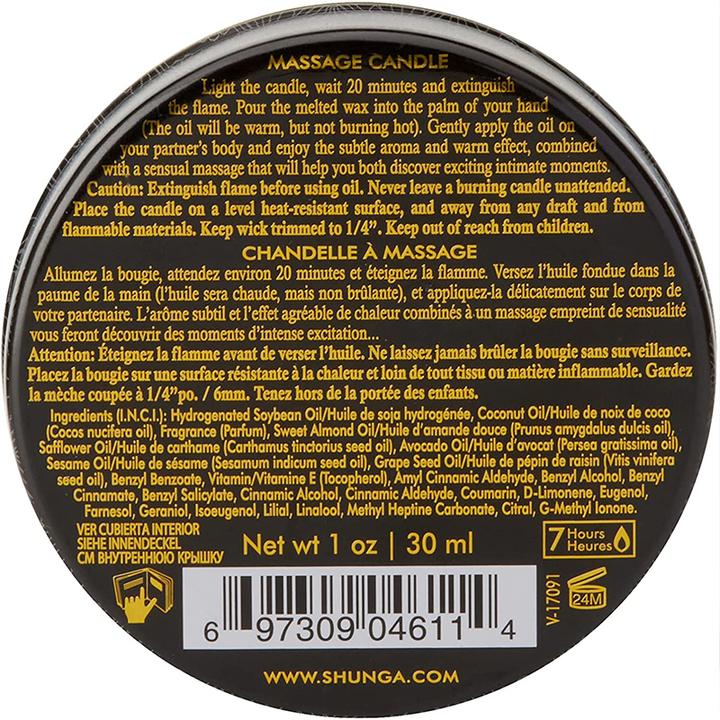 MASSAGE CANDLE
Light the candle, wait 20 minutes and extinguish
the flame. Pour the melted wax into the palm of your hand
(The oil will be warm, but not burning hot). Gently apply the oil on
your partner's body and enjoy the subtle aroma and warm effect, combined
with a sensual massage that will help you both discover exciting intimate moments.
Caution: Extinguish flame before using oil. Never leave a burning candle unattended.
Place the candle on a level heat-resistant surface, and away from any draft and from
flammable materials. Keep wick trimmed to 1/4". Keep out of reach from children.
CHANDELLE À MASSAGE
Allumez la bougie, attendez environ 20 minutes et éteignez la flamme. Versez l'huile fondue dans la
paume de la main (l'huile sera chaude, mais non brûlante), et appliquez-la délicatement sur le corps de
votre partenaire. L'arôme subtil et l'effet agréable de chaleur combinés à un massage empreint de sensualité
vous feront découvrir des moments d'intense excitation...
Attention: Éteignez la flamme avant de verser l'huile. Ne laissez jamais brûler la bougie sans surveillance.
Placez la bougie sur une surface résistante à la chaleur et loin de tout tissu ou matière inflammable. Gardez
la mèche coupée à 1/4"po. / 6mm. Tenez hors de la portée des enfants.
Ingredients (I.N.C.I.): Hydrogenated Soybean Oil/Huile de soja hydrogénée, Coconut Oil/Huile de noix de coco
(Cocos nucifera oil), Fragrance (Parfum), Sweet Almond Oil/Huile d'amande douce (Prunus amygdalus dulcis oil),
Safflower Oil/Huile de carthame (Carthamus tinctorius seed oil), Avocado Oil/Huile d'avocat (Persea gratissima oil),
Sesame Oil/Huile de sésame (Sesamum indicum seed oil), Grape Seed Oil/Huile de pépin de raisin (Vitis vinifera
seed oil), Benzyl Benzoate, Vitamin/Vitamine E (Tocopherol), Amyl Cinnamic Aldehyde, Benzyl Alcohol, Benzyl
Cinnamate, Benzyl Salicylate, Cinnamic Alcohol, Cinnamic Aldehyde, Coumarin, D-Limonene, Eugenol,
Farnesol, Geraniol, Isoeugenol, Lilial, Linalool, Methyl Heptine Carbonate, Citral, G-Methyl Ionone.
VER CUBIERTA INTERIOR
SIEHE INNENDECKEL
СМ ВНУТРЕННЮЮ КРЫШКУ
Net wt 1 oz | 30 ml
7 Hours
Heures
V-17091
24M
6 97309 04611 4
WWW.SHUNGA.COM